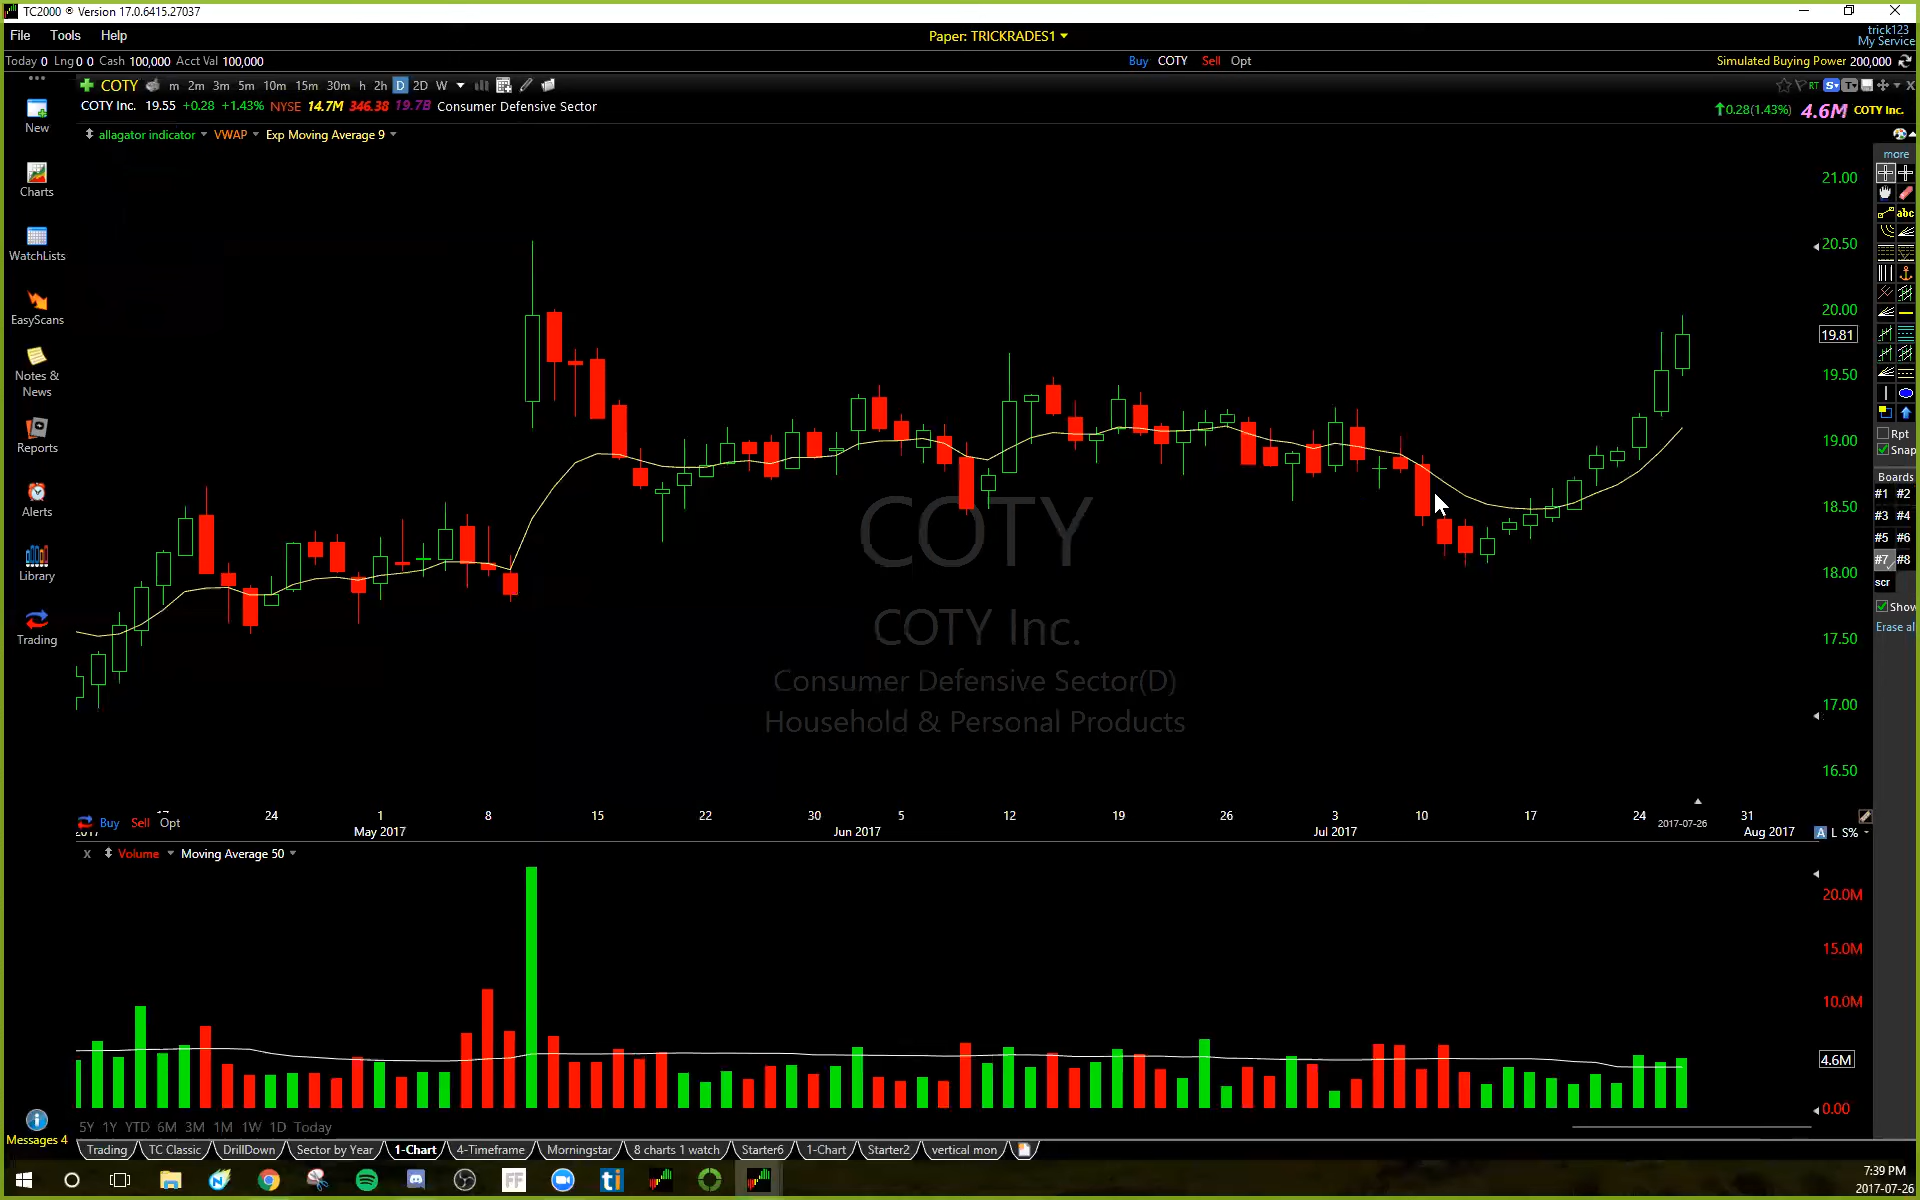 TC2000 ® Version 17.0.6415.27037
File Tools Help
Paper: TRICKRADES1
trick123
My Service
Today 0 Lng 0 0 Cash 100,000 Acct Val 100,000
Buy COTY Sell Opt
Simulated Buying Power 200,000
COTY m 2m 3m 5m 10m 15m 30m h 2h D 2D W
RT
COTY Inc. 19.55 +0.28 +1.43% NYSE 14.7M 346.38 19.7B Consumer Defensive Sector
0.28(1.43%) 4.6M COTY Inc.
allagator indicator VWAP Exp Moving Average 9
New
Charts
WatchLists
EasyScans
Notes &
News
Reports
Alerts
Library
Trading
Messages 4
COTY
COTY Inc.
Consumer Defensive Sector(D)
Household & Personal Products
21.00
20.50
20.00
19.81
19.50
19.00
18.50
18.00
17.50
17.00
16.50
more
abc
Rpt
Snap
Boards
#1 #2
#3 #4
#5 #6
#7 #8
scr
Show
Erase al
24 1 8 15 22 30 5 12 19 26 3 10 17 24 31
May 2017 Jun 2017 Jul 2017 2017-07-26 Aug 2017
Buy Sell Opt
A L S%
x Volume Moving Average 50
20.0M
15.0M
10.0M
4.6M
0.00
5Y 1Y YTD 6M 3M 1M 1W 1D Today
Trading TC Classic DrillDown Sector by Year 1-Chart 4-Timeframe Morningstar 8 charts 1 watch Starter6 1-Chart Starter2 vertical mon
FF
ti
7:39 PM
2017-07-26